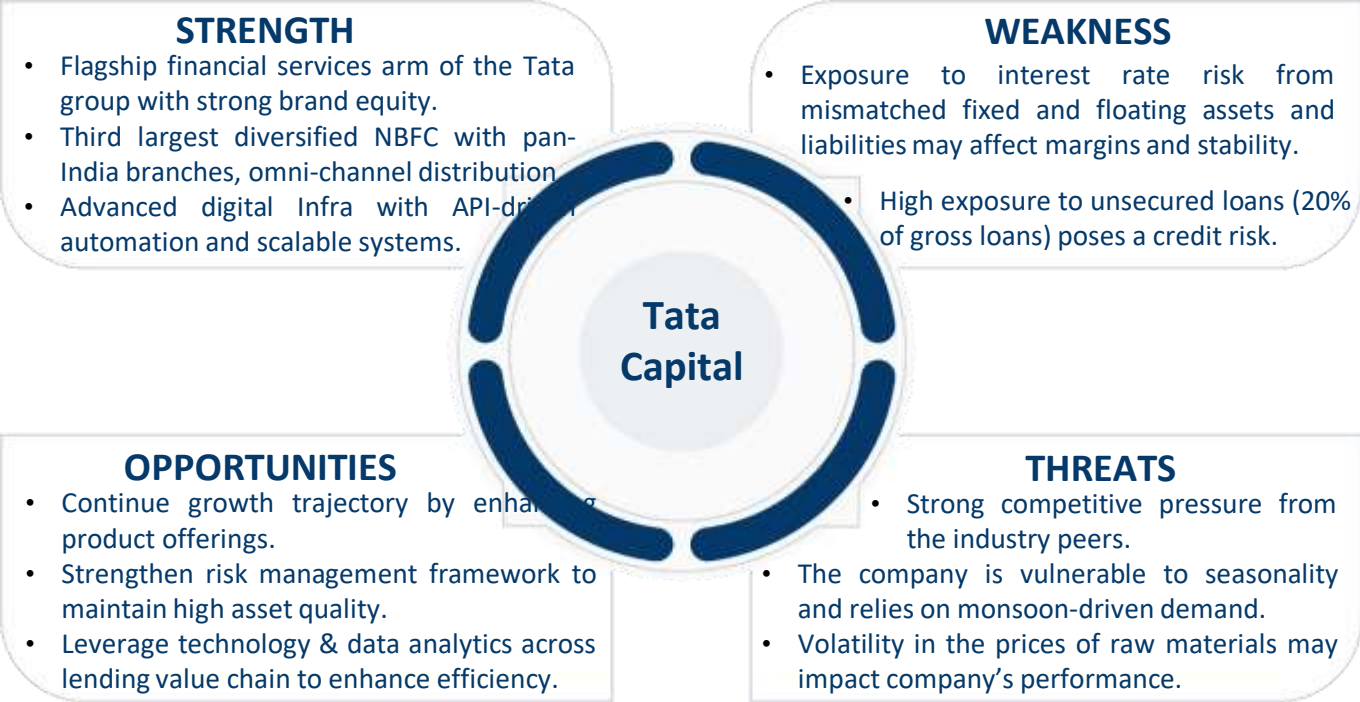 STRENGTH
• Flagship financial services arm of the Tata
group with strong brand equity.
• Third largest diversified NBFC with pan-
India branches, omni-channel distribution
• Advanced digital Infra with
automation and scalable systems.
WEAKNESS
• Exposure to interest rate risk from
mismatched fixed and floating assets and
liabilities may affect margins and stability.
• High exposure to unsecured loans (20%
of gross loans) poses a credit risk.
Tata
Capital
OPPORTUNITIES
• Continue growth trajectory by
product offerings.
• Strengthen risk management framework to
maintain high asset quality.
• Leverage technology & data analytics across
lending value chain to enhance efficiency.
THREATS
• Strong competitive pressure from
the industry peers.
• The company is vulnerable to seasonality
and relies on monsoon-driven demand.
• Volatility in the prices of raw materials may
impact company's performance.